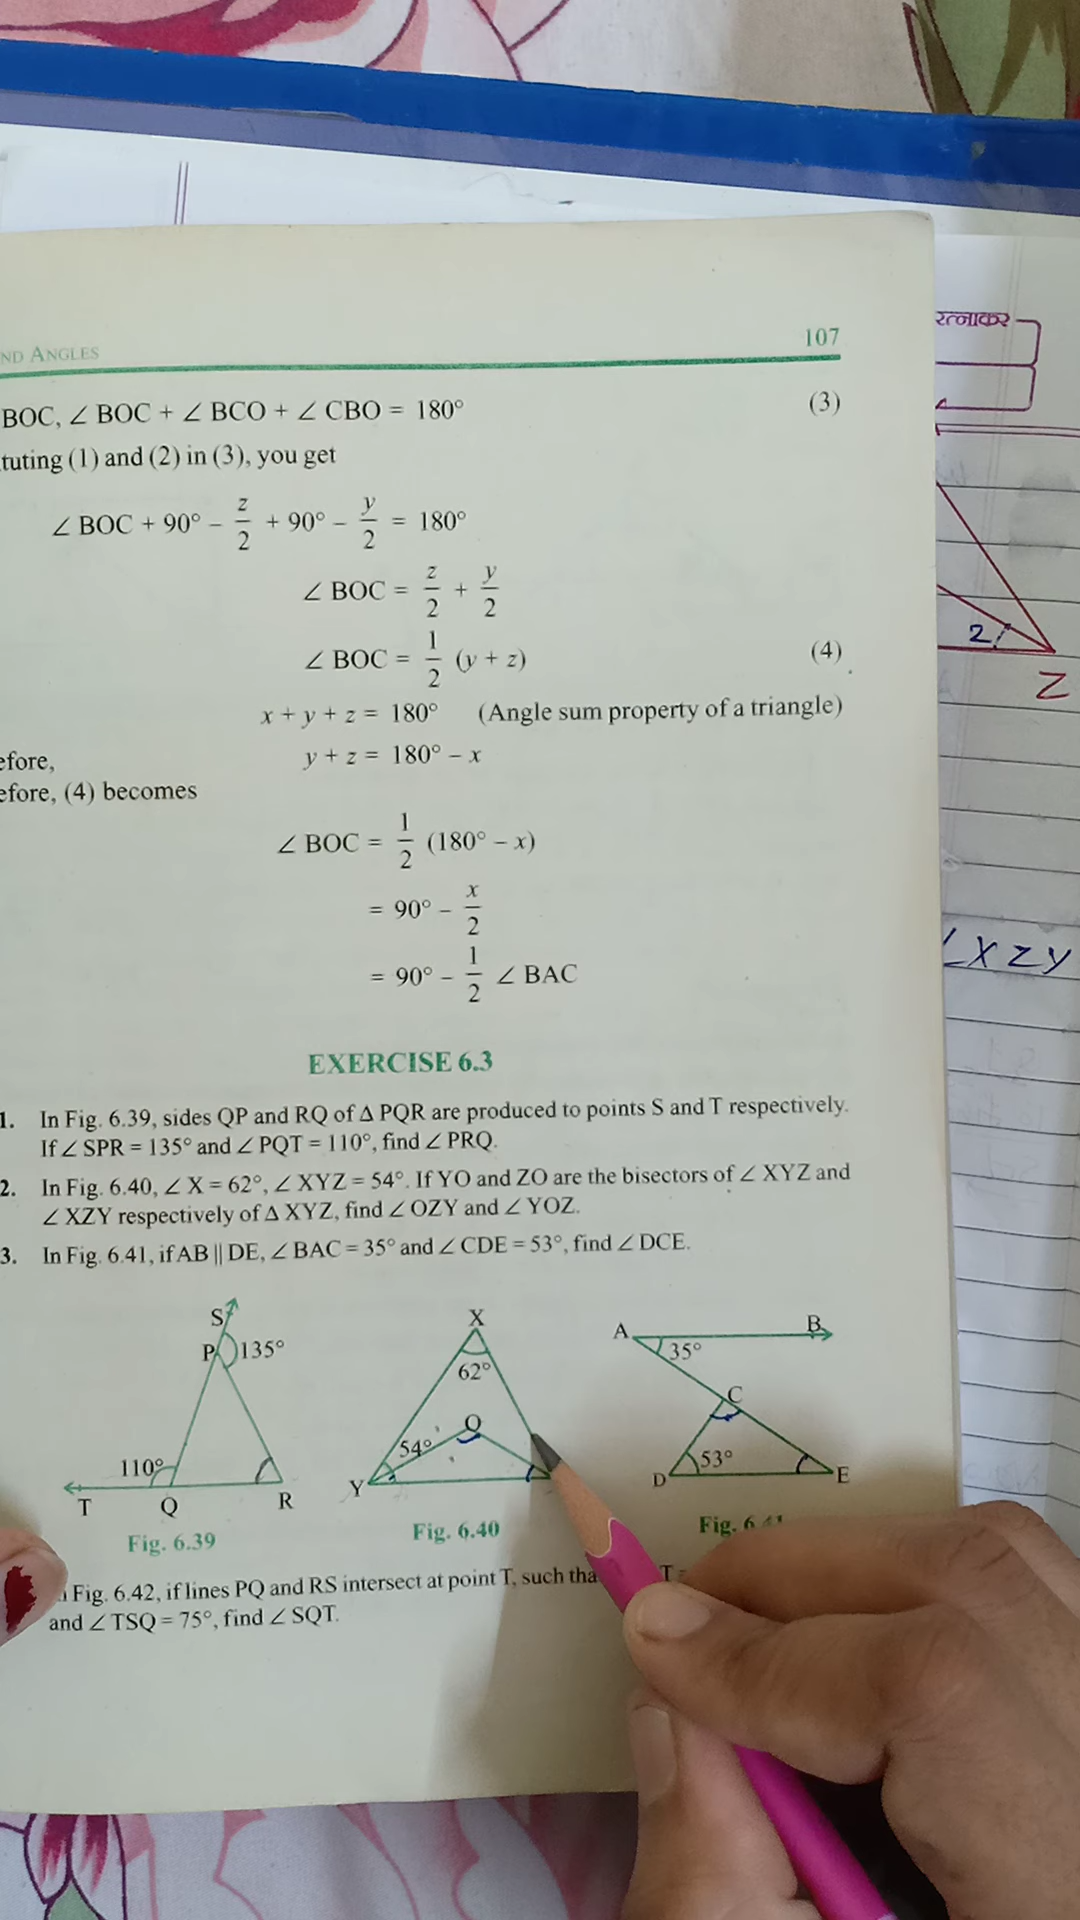 रत्नाकर
ND ANGLES 107
BOC, ∠ BOC + ∠ BCO + ∠ CBO = 180° (3)
tuting (1) and (2) in (3), you get
∠ BOC + 90° – z/2 + 90° – y/2 = 180°
∠ BOC = z/2 + y/2
∠ BOC = 1/2 (y + z) (4)
x + y + z = 180° (Angle sum property of a triangle)
efore, y + z = 180° – x
efore, (4) becomes
∠ BOC = 1/2 (180° – x)
= 90° – x/2
= 90° – 1/2 ∠ BAC
EXERCISE 6.3
1. In Fig. 6.39, sides QP and RQ of Δ PQR are produced to points S and T respectively.
If ∠ SPR = 135° and ∠ PQT = 110°, find ∠ PRQ.
2. In Fig. 6.40, ∠ X = 62°, ∠ XYZ = 54°. If YO and ZO are the bisectors of ∠ XYZ and
∠ XZY respectively of Δ XYZ, find ∠ OZY and ∠ YOZ.
3. In Fig. 6.41, if AB || DE, ∠ BAC = 35° and ∠ CDE = 53°, find ∠ DCE.
S
P 135°
110°
T Q R
Fig. 6.39
X
62°
O
54°
Y
Fig. 6.40
A B
35°
C
53°
D E
Fig. 6
Fig. 6.42, if lines PQ and RS intersect at point T, such tha T
and ∠ TSQ = 75°, find ∠ SQT.
2
Z
∠XZY